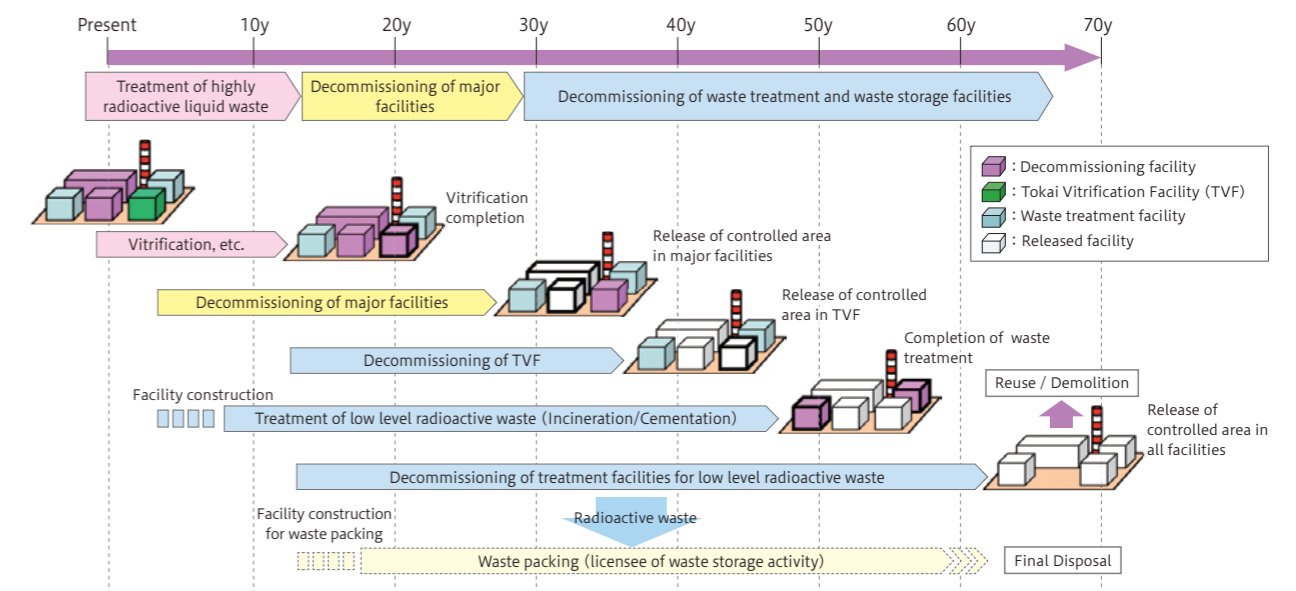 Present 10y 20y 30y 40y 50y 60y 70y
Treatment of highly
radioactive liquid waste
Decommissioning of major
facilities
Decommissioning of waste treatment and waste storage facilities
: Decommissioning facility
: Tokai Vitrification Facility (TVF)
: Waste treatment facility
: Released facility
Vitrification
completion
Vitrification, etc.
Release of controlled area
in major facilities
Decommissioning of major facilities
Release of controlled
area in TVF
Decommissioning of TVF
Completion of waste
treatment
Facility construction
Treatment of low level radioactive waste (Incineration/Cementation)
Reuse / Demolition
Release of
controlled area in
all facilities
Decommissioning of treatment facilities for low level radioactive waste
Radioactive waste
Facility construction
for waste packing
Waste packing (licensee of waste storage activity)
Final Disposal